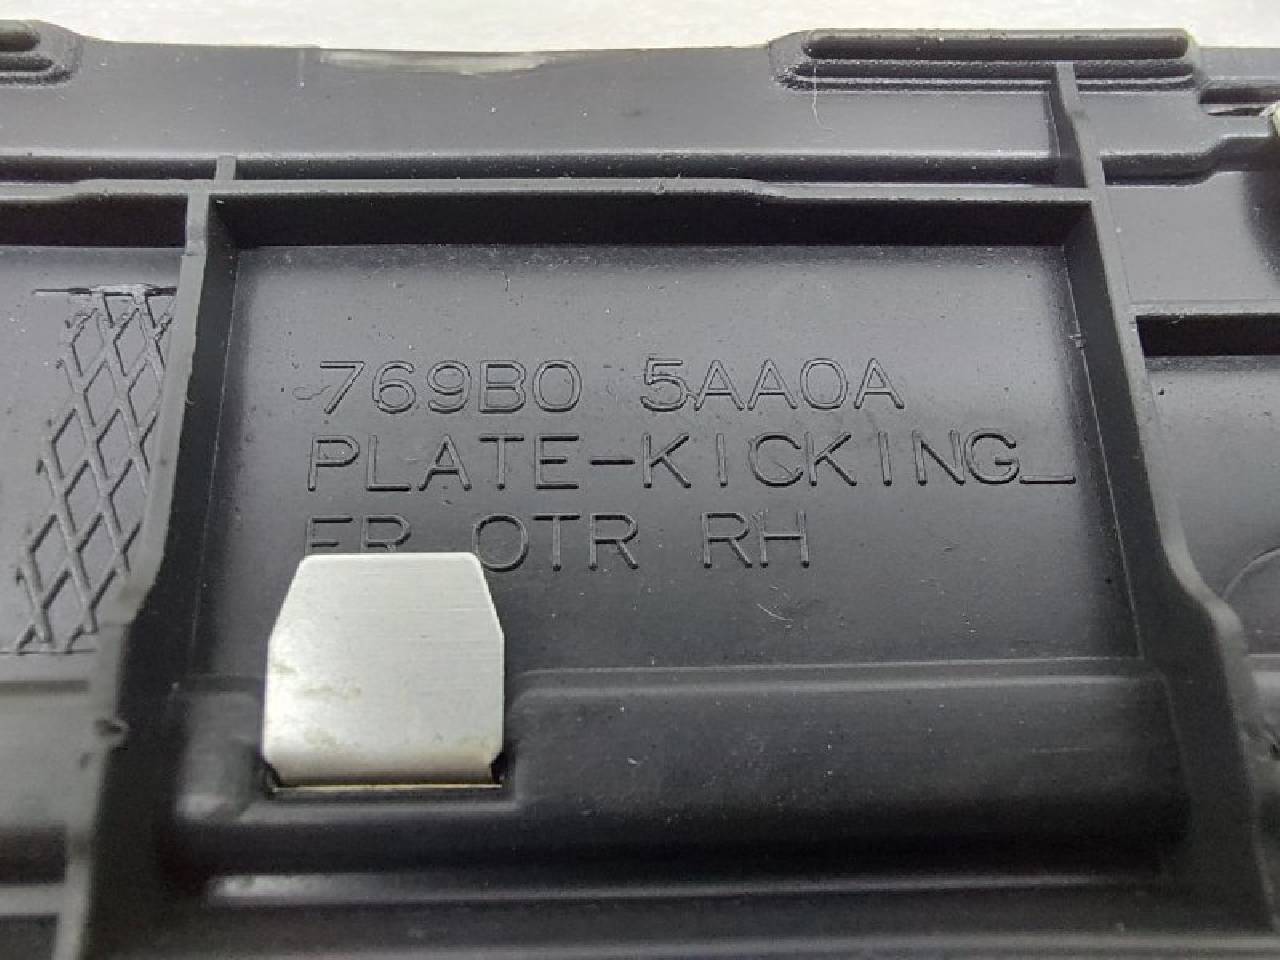 769B0 5AA0A
PLATE-KICKING_
FR OTR RH